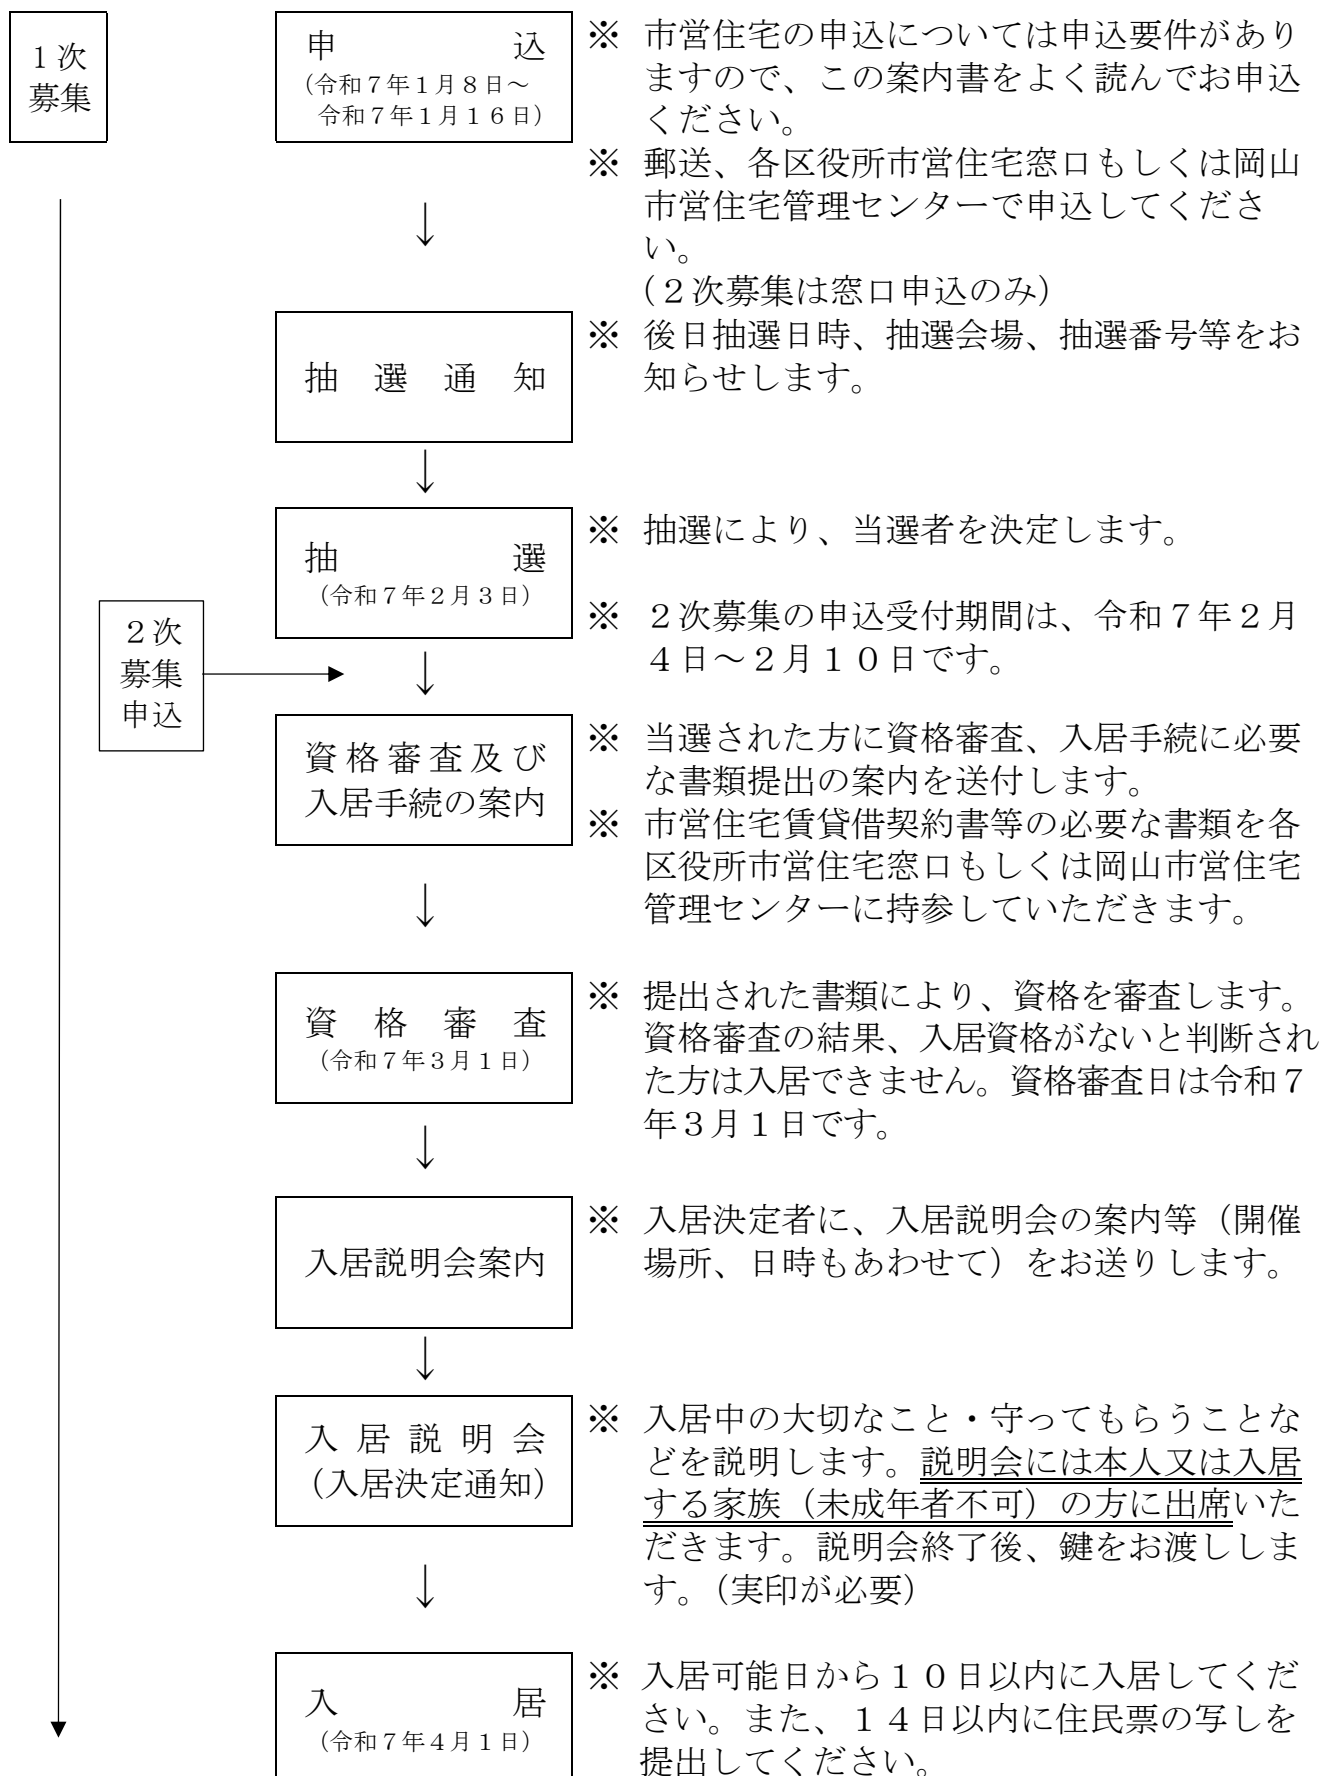 １次
募集
申　　　込
（令和７年１月８日～
令和７年１月１６日）
※ 市営住宅の申込については申込要件があり
ますので、この案内書をよく読んでお申込
ください。
※ 郵送、各区役所市営住宅窓口もしくは岡山
市営住宅管理センターで申込してくださ
い。
（２次募集は窓口申込のみ）
↓
抽　選　通　知
※ 後日抽選日時、抽選会場、抽選番号等をお
知らせします。
↓
抽　　　選
（令和７年２月３日）
※ 抽選により、当選者を決定します。
２次
募集
申込
※ ２次募集の申込受付期間は、令和７年２月
４日～２月１０日です。
↓
資格審査及び
入居手続の案内
※ 当選された方に資格審査、入居手続に必要
な書類提出の案内を送付します。
※ 市営住宅賃貸借契約書等の必要な書類を各
区役所市営住宅窓口もしくは岡山市営住宅
管理センターに持参していただきます。
↓
資　格　審　査
（令和７年３月１日）
※ 提出された書類により、資格を審査します。
資格審査の結果、入居資格がないと判断され
た方は入居できません。資格審査日は令和７
年３月１日です。
↓
入居説明会案内
※ 入居決定者に、入居説明会の案内等（開催
場所、日時もあわせて）をお送りします。
↓
入居説明会
（入居決定通知）
※ 入居中の大切なこと・守ってもらうことな
どを説明します。説明会には本人又は入居
する家族（未成年者不可）の方に出席いた
だきます。説明会終了後、鍵をお渡ししま
す。（実印が必要）
↓
入　　　居
（令和７年４月１日）
※ 入居可能日から１０日以内に入居してくだ
さい。また、１４日以内に住民票の写しを
提出してください。